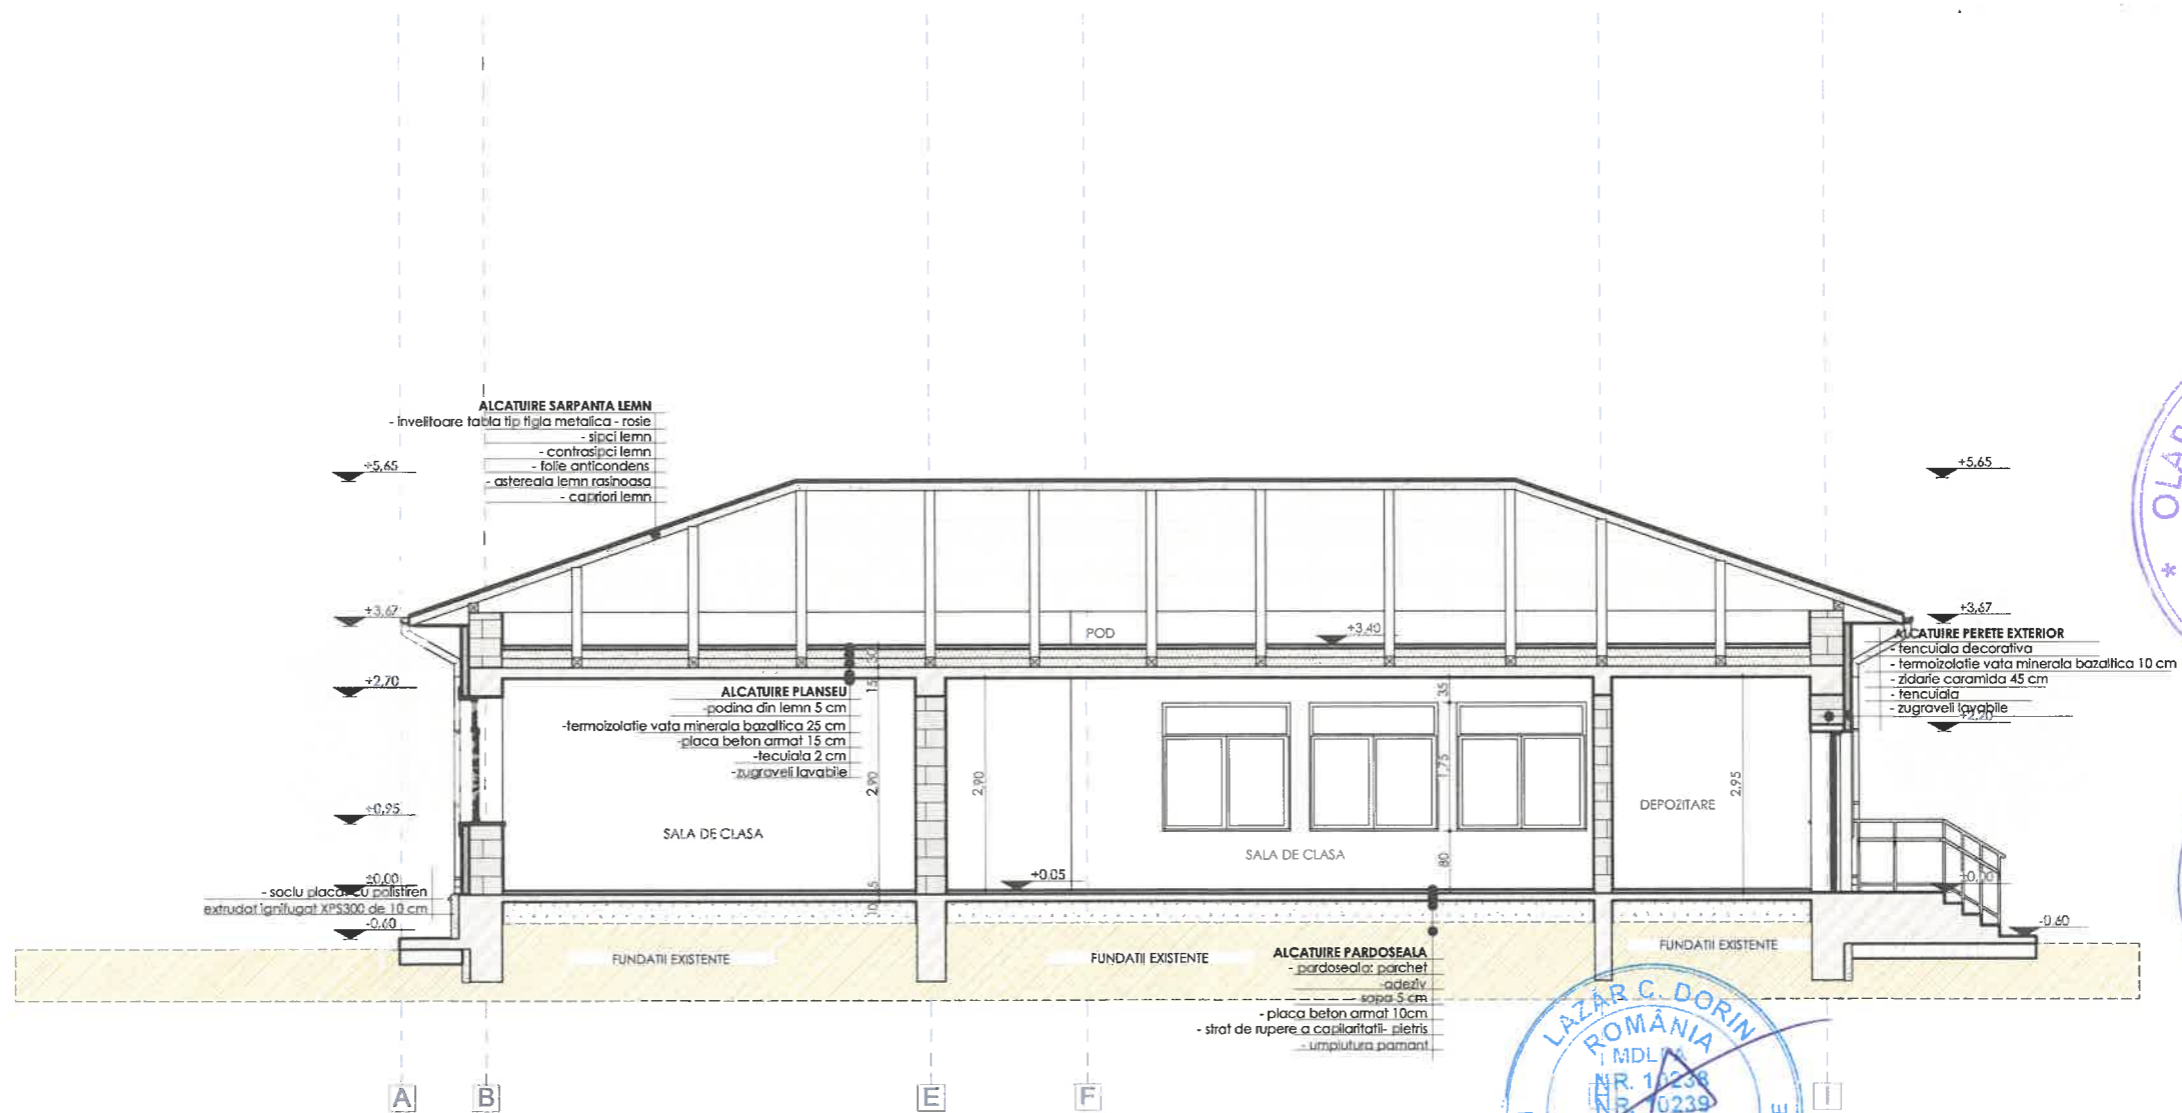 ALCATUIRE SARPANTA LEMN
- invelitoare tabla tip tigla metalica - rosie
- sipci lemn
- contrasipci lemn
- folie anticondens
- astereala lemn rasinoasa
- capriori lemn
+5,65
+5,65
+3,67
+3,67
POD
+3,40
ALCATUIRE PERETE EXTERIOR
- tencuiala decorativa
- termoizolatie vata minerala bazaltica 10 cm
- zidarie caramida 45 cm
- tencuiala
- zugraveli lavabile
+2,20
+2,70
ALCATUIRE PLANSEU
-podina din lemn 5 cm
-termoizolatie vata minerala bazaltica 25 cm
-placa beton armat 15 cm
-tecuiala 2 cm
-zugraveli lavabile
15
2,90
2,90
35
1,75
80
2,95
DEPOZITARE
+0,95
SALA DE CLASA
SALA DE CLASA
+0.05
±0,00
±0,00
- soclu placat cu polistiren
extrudat ignifugat XPS300 de 10 cm
-0,60
-0,60
10
5
FUNDATII EXISTENTE
FUNDATII EXISTENTE
FUNDATII EXISTENTE
ALCATUIRE PARDOSEALA
- pardoseala: parchet
-adeziv
- sapa 5 cm
- placa beton armat 10cm
- strat de rupere a capilaritatii- pietris
- umplutura pamant
A
B
E
F
I
LAZĂR C. DORIN
ROMÂNIA
NR. 10238
NR. 10239